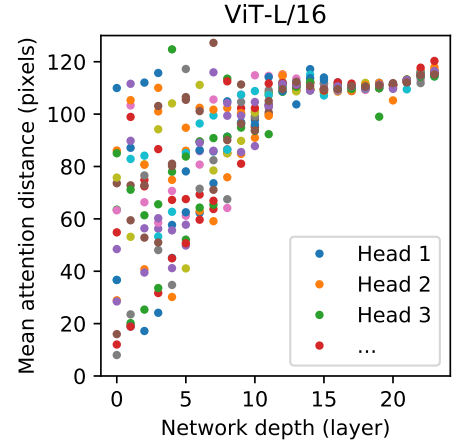 ViT-L/16
Mean attention distance (pixels)
120
100
80
60
40
20
0
Head 1
Head 2
Head 3
...
0 5 10 15 20
Network depth (layer)